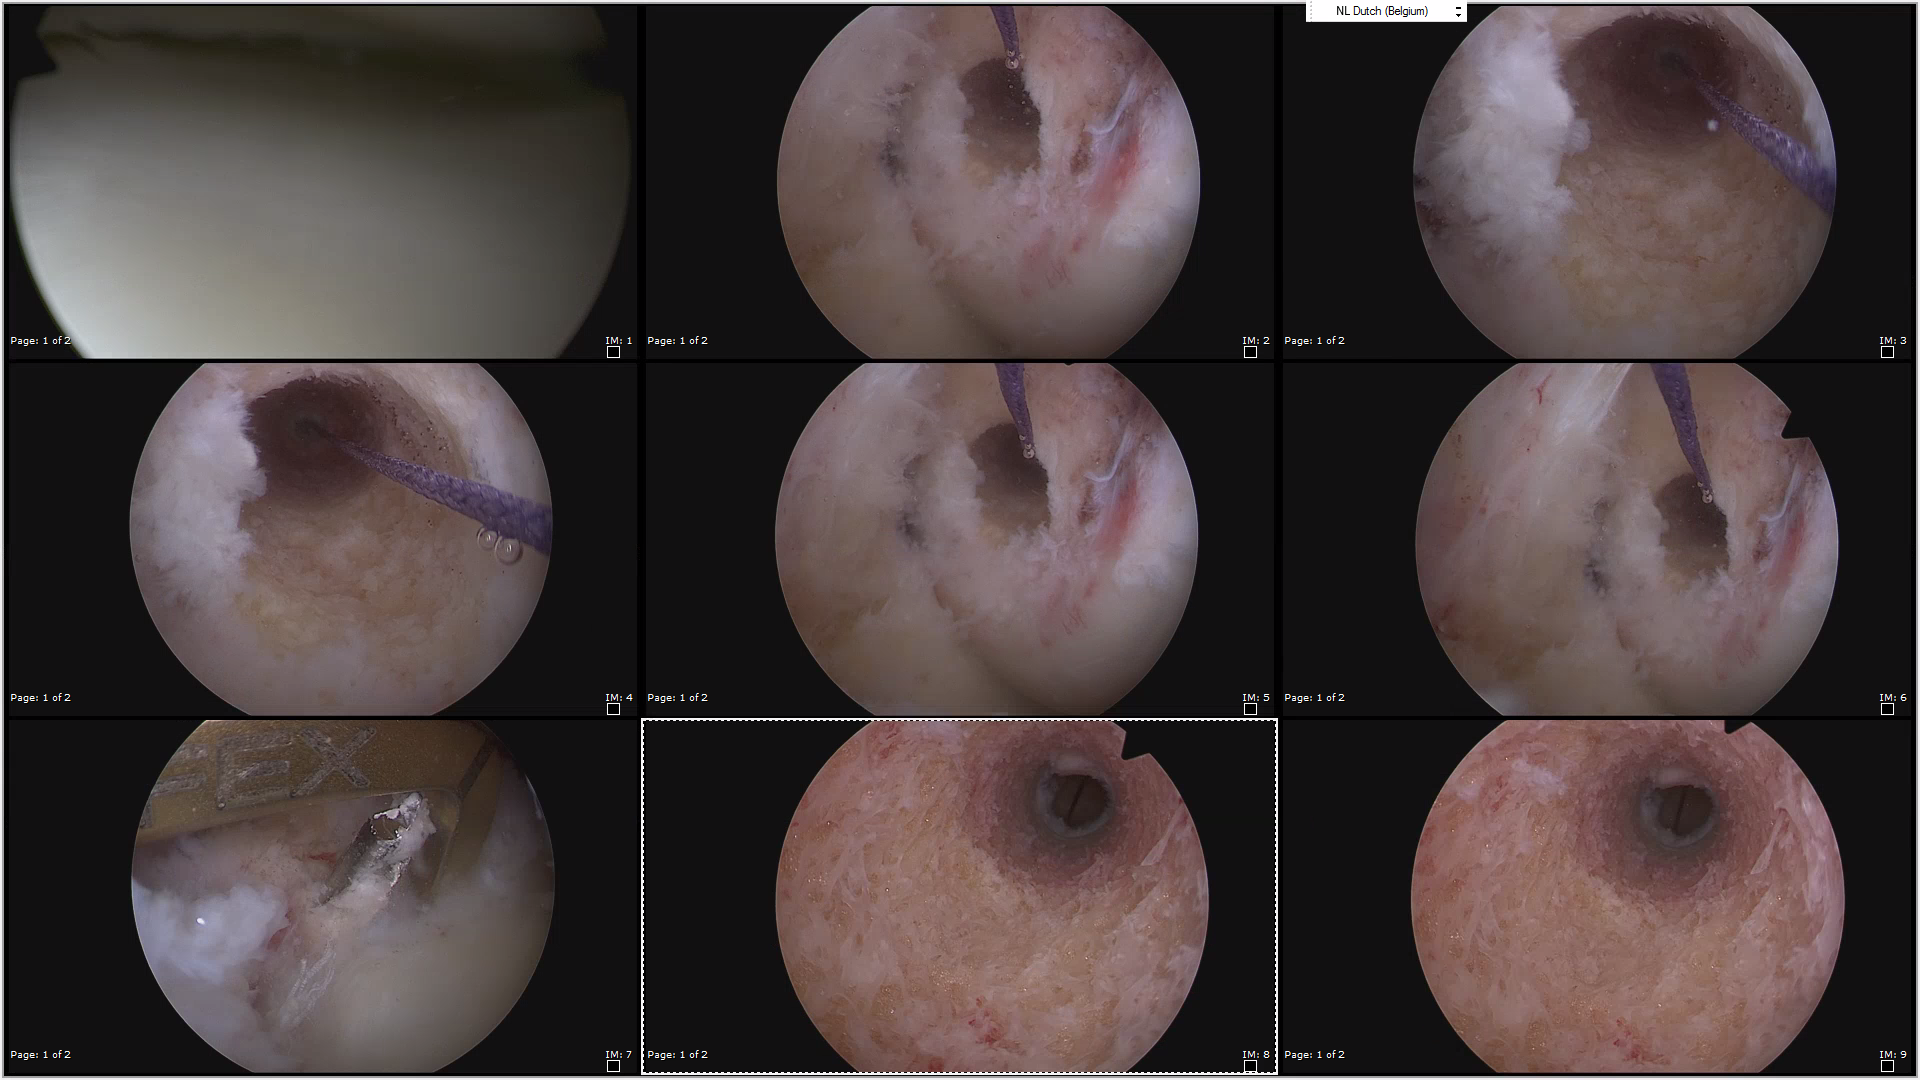 NL Dutch (Belgium)
Page: 1 of 2
IM: 1
Page: 1 of 2
IM: 2
Page: 1 of 2
IM: 3
Page: 1 of 2
IM: 4
Page: 1 of 2
IM: 5
Page: 1 of 2
IM: 6
EX
Page: 1 of 2
IM: 7
Page: 1 of 2
IM: 8
Page: 1 of 2
IM: 9